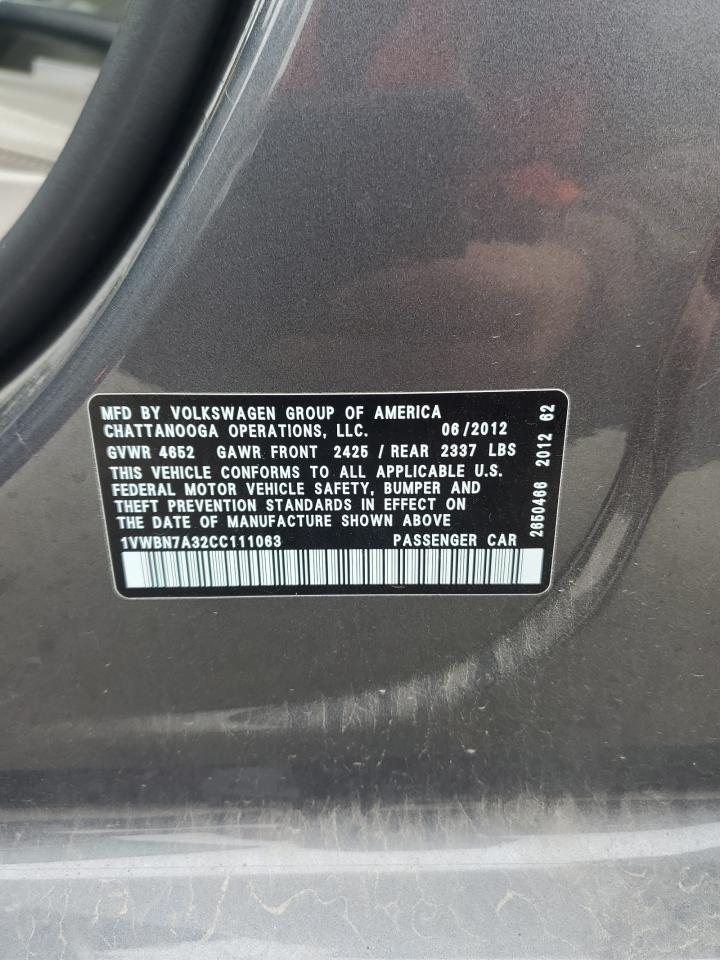 MFD BY VOLKSWAGEN GROUP OF AMERICA
CHATTANOOGA OPERATIONS, LLC. 06/2012
GVWR 4652 GAWR FRONT 2425 / REAR 2337 LBS
THIS VEHICLE CONFORMS TO ALL APPLICABLE U.S.
FEDERAL MOTOR VEHICLE SAFETY, BUMPER AND
THEFT PREVENTION STANDARDS IN EFFECT ON
THE DATE OF MANUFACTURE SHOWN ABOVE
1VWBN7A32CC111063 PASSENGER CAR
2650466 2012 62